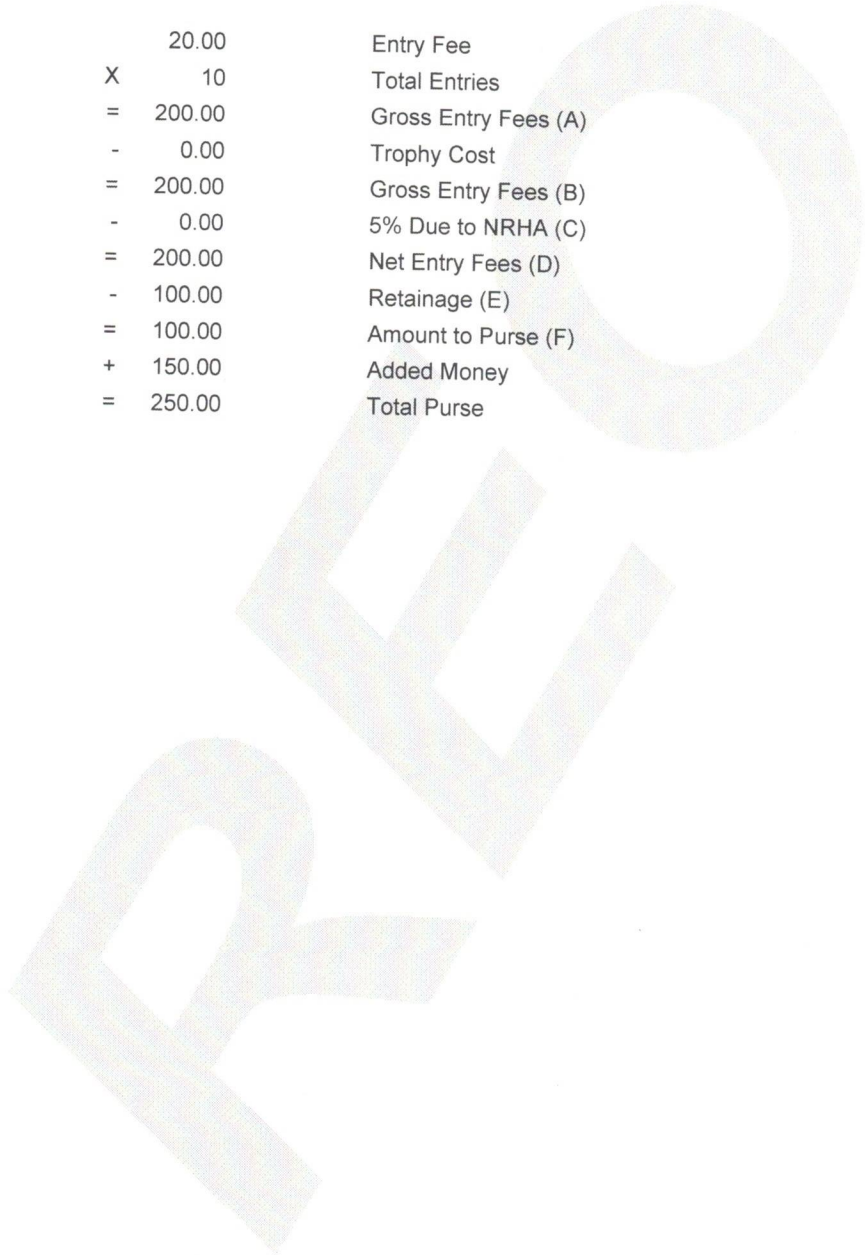 20.00 Entry Fee
X 10 Total Entries
= 200.00 Gross Entry Fees (A)
- 0.00 Trophy Cost
= 200.00 Gross Entry Fees (B)
- 0.00 5% Due to NRHA (C)
= 200.00 Net Entry Fees (D)
- 100.00 Retainage (E)
= 100.00 Amount to Purse (F)
+ 150.00 Added Money
= 250.00 Total Purse
REO